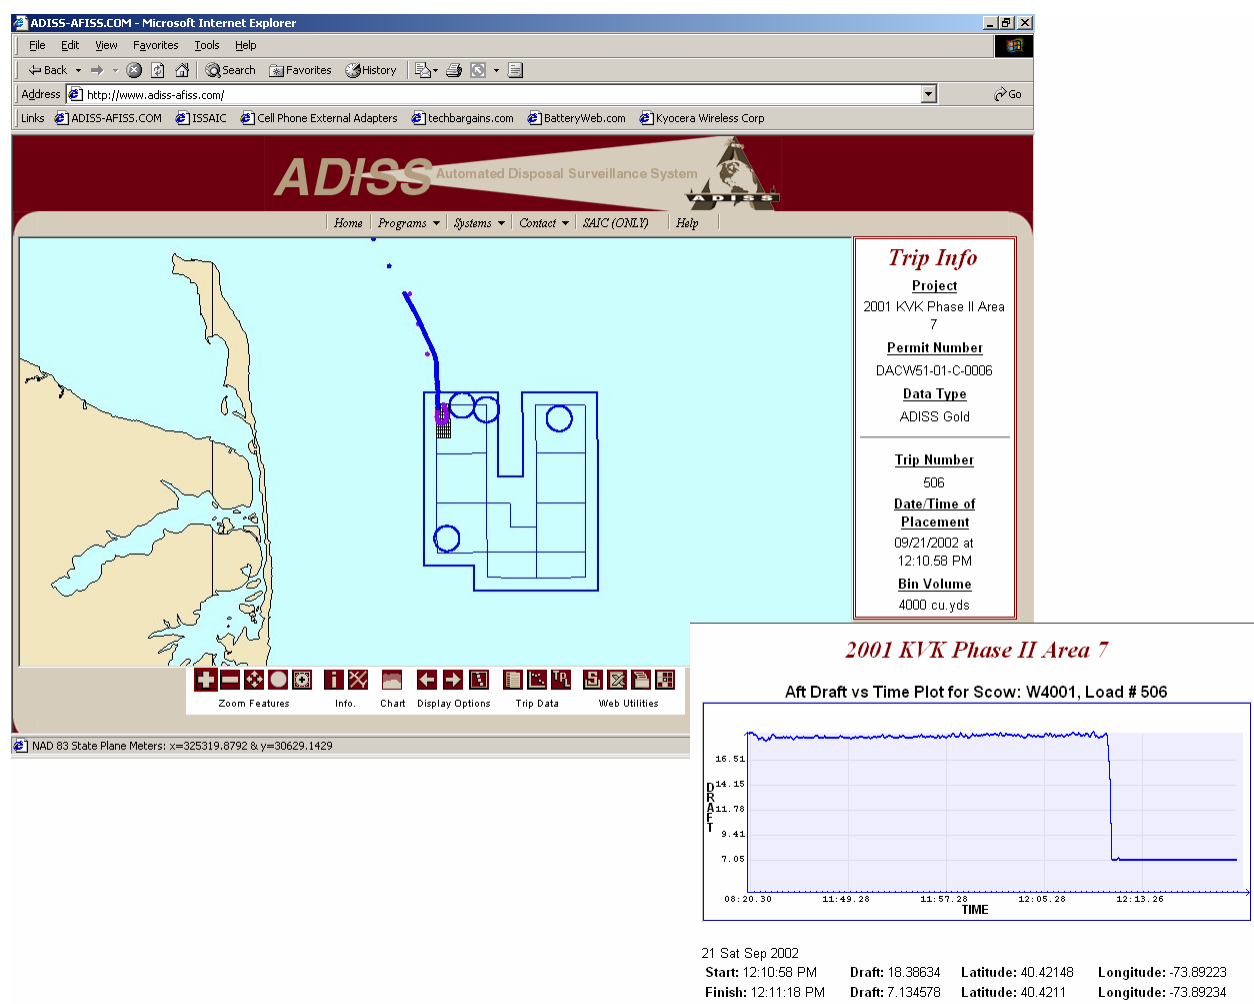 ADISS-AFISS.COM - Microsoft Internet Explorer
File Edit View Favorites Tools Help
Back Search Favorites History
Address http://www.adiss-afiss.com/ Go
Links ADISS-AFISS.COM ISSAIC Cell Phone External Adapters techbargains.com BatteryWeb.com Kyocera Wireless Corp
ADISS Automated Disposal Surveillance System
ADISS
Home Programs Systems Contact SAIC (ONLY) Help
Trip Info
Project
2001 KVK Phase II Area
7
Permit Number
DACW51-01-C-0006
Data Type
ADISS Gold
Trip Number
506
Date/Time of
Placement
09/21/2002 at
12:10.58 PM
Bin Volume
4000 cu.yds
Zoom Features Info. Chart Display Options Trip Data Web Utilities
NAD 83 State Plane Meters: x=325319.8792 & y=30629.1429
2001 KVK Phase II Area 7
Aft Draft vs Time Plot for Scow: W4001, Load # 506
16.51
14.15
11.78
9.41
7.05
DRAFT
08:20.30 11:49.28 11:57.28 12:05.28 12:13.26
TIME
21 Sat Sep 2002
Start: 12:10:58 PM Draft: 18.38634 Latitude: 40.42148 Longitude: -73.89223
Finish: 12:11:18 PM Draft: 7.134578 Latitude: 40.4211 Longitude: -73.89234